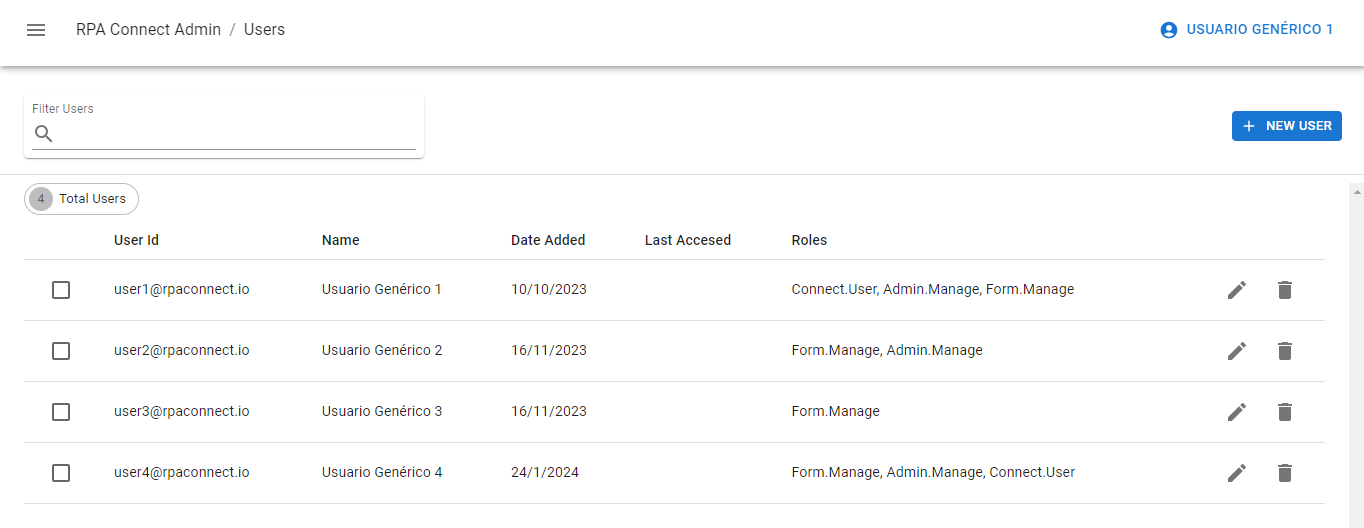 RPA Connect Admin / Users
USUARIO GENÉRICO 1
Filter Users
NEW USER
4 Total Users
User Id Name Date Added Last Accesed Roles
user1@rpaconnect.io Usuario Genérico 1 10/10/2023 Connect.User, Admin.Manage, Form.Manage
user2@rpaconnect.io Usuario Genérico 2 16/11/2023 Form.Manage, Admin.Manage
user3@rpaconnect.io Usuario Genérico 3 16/11/2023 Form.Manage
user4@rpaconnect.io Usuario Genérico 4 24/1/2024 Form.Manage, Admin.Manage, Connect.User